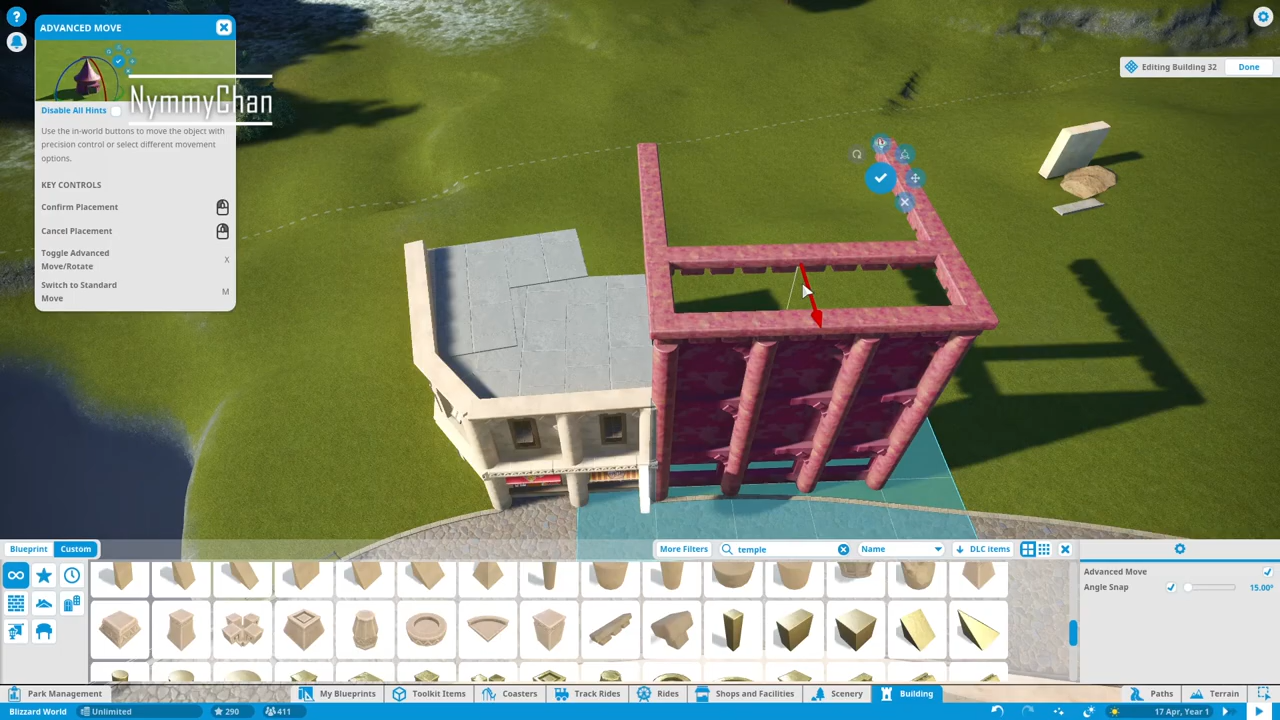 ADVANCED MOVE
NymmyChan
Disable All Hints
Use the in-world buttons to move the object with
precision control or select different movement
options.
KEY CONTROLS
Confirm Placement
Cancel Placement
Toggle Advanced
Move/Rotate
X
Switch to Standard
Move
M
Editing Building 32
Done
Blueprint
Custom
More Filters
temple
Name
DLC items
Advanced Move
Angle Snap
15.00°
Park Management
My Blueprints
Toolkit Items
Coasters
Track Rides
Rides
Shops and Facilities
Scenery
Building
Paths
Terrain
Blizzard World
Unlimited
290
411
17 Apr, Year 1